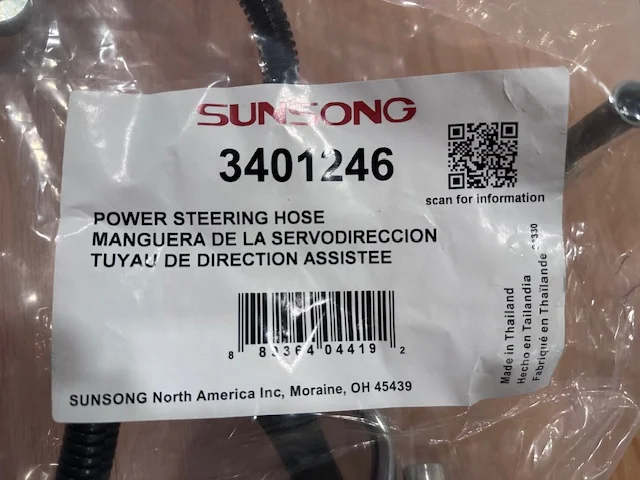 SUNSONG
3401246
scan for information
POWER STEERING HOSE
MANGUERA DE LA SERVODIRECCION
TUYAU DE DIRECTION ASSISTEE
8 83364 04419 2
SUNSONG North America Inc, Moraine, OH 45439
Made in Thailand
Hecho en Tailandia
Fabriqué en Thaïlande